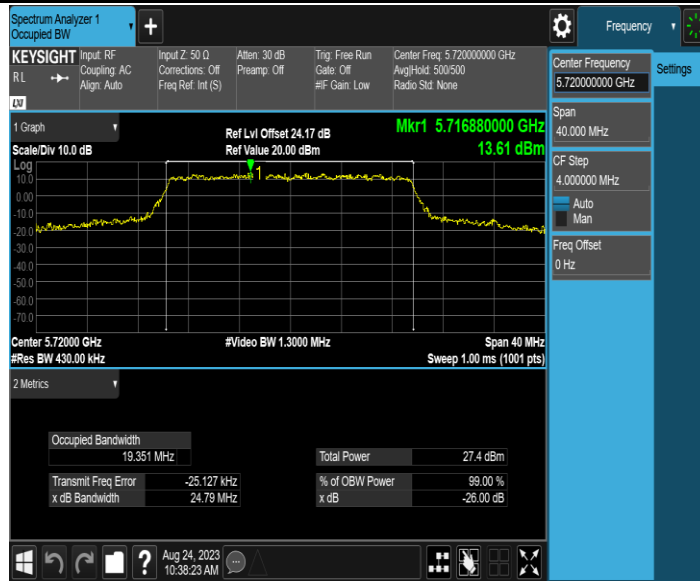 Spectrum Analyzer 1
Occupied BW
Frequency
KEYSIGHT
RL
LXI
Input: RF
Coupling: AC
Align: Auto
Input Z: 50 Ω
Corrections: Off
Freq Ref: Int (S)
Atten: 30 dB
Preamp: Off
Trig: Free Run
Gate: Off
#IF Gain: Low
Center Freq: 5.720000000 GHz
Avg|Hold: 500/500
Radio Std: None
Center Frequency
5.720000000 GHz
Settings
Span
40.000 MHz
CF Step
4.000000 MHz
Auto
Man
Freq Offset
0 Hz
1 Graph
Scale/Div 10.0 dB
Ref Lvl Offset 24.17 dB
Ref Value 20.00 dBm
Mkr1 5.716880000 GHz
13.61 dBm
Log
10.0
0.00
-10.0
-20.0
-30.0
-40.0
-50.0
-60.0
-70.0
1
Center 5.72000 GHz
#Res BW 430.00 kHz
#Video BW 1.3000 MHz
Span 40 MHz
Sweep 1.00 ms (1001 pts)
2 Metrics
Occupied Bandwidth
19.351 MHz
Total Power 27.4 dBm
Transmit Freq Error -25.127 kHz
% of OBW Power 99.00 %
x dB Bandwidth 24.79 MHz
x dB -26.00 dB
Aug 24, 2023
10:38:23 AM